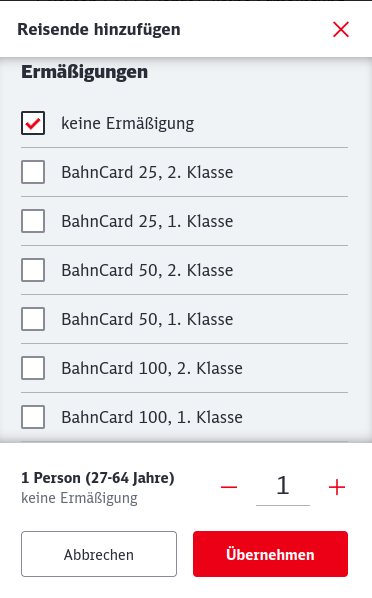 Reisende hinzufügen
Ermäßigungen
keine Ermäßigung
BahnCard 25, 2. Klasse
BahnCard 25, 1. Klasse
BahnCard 50, 2. Klasse
BahnCard 50, 1. Klasse
BahnCard 100, 2. Klasse
BahnCard 100, 1. Klasse
1 Person (27-64 Jahre)
keine Ermäßigung
1
Abbrechen
Übernehmen